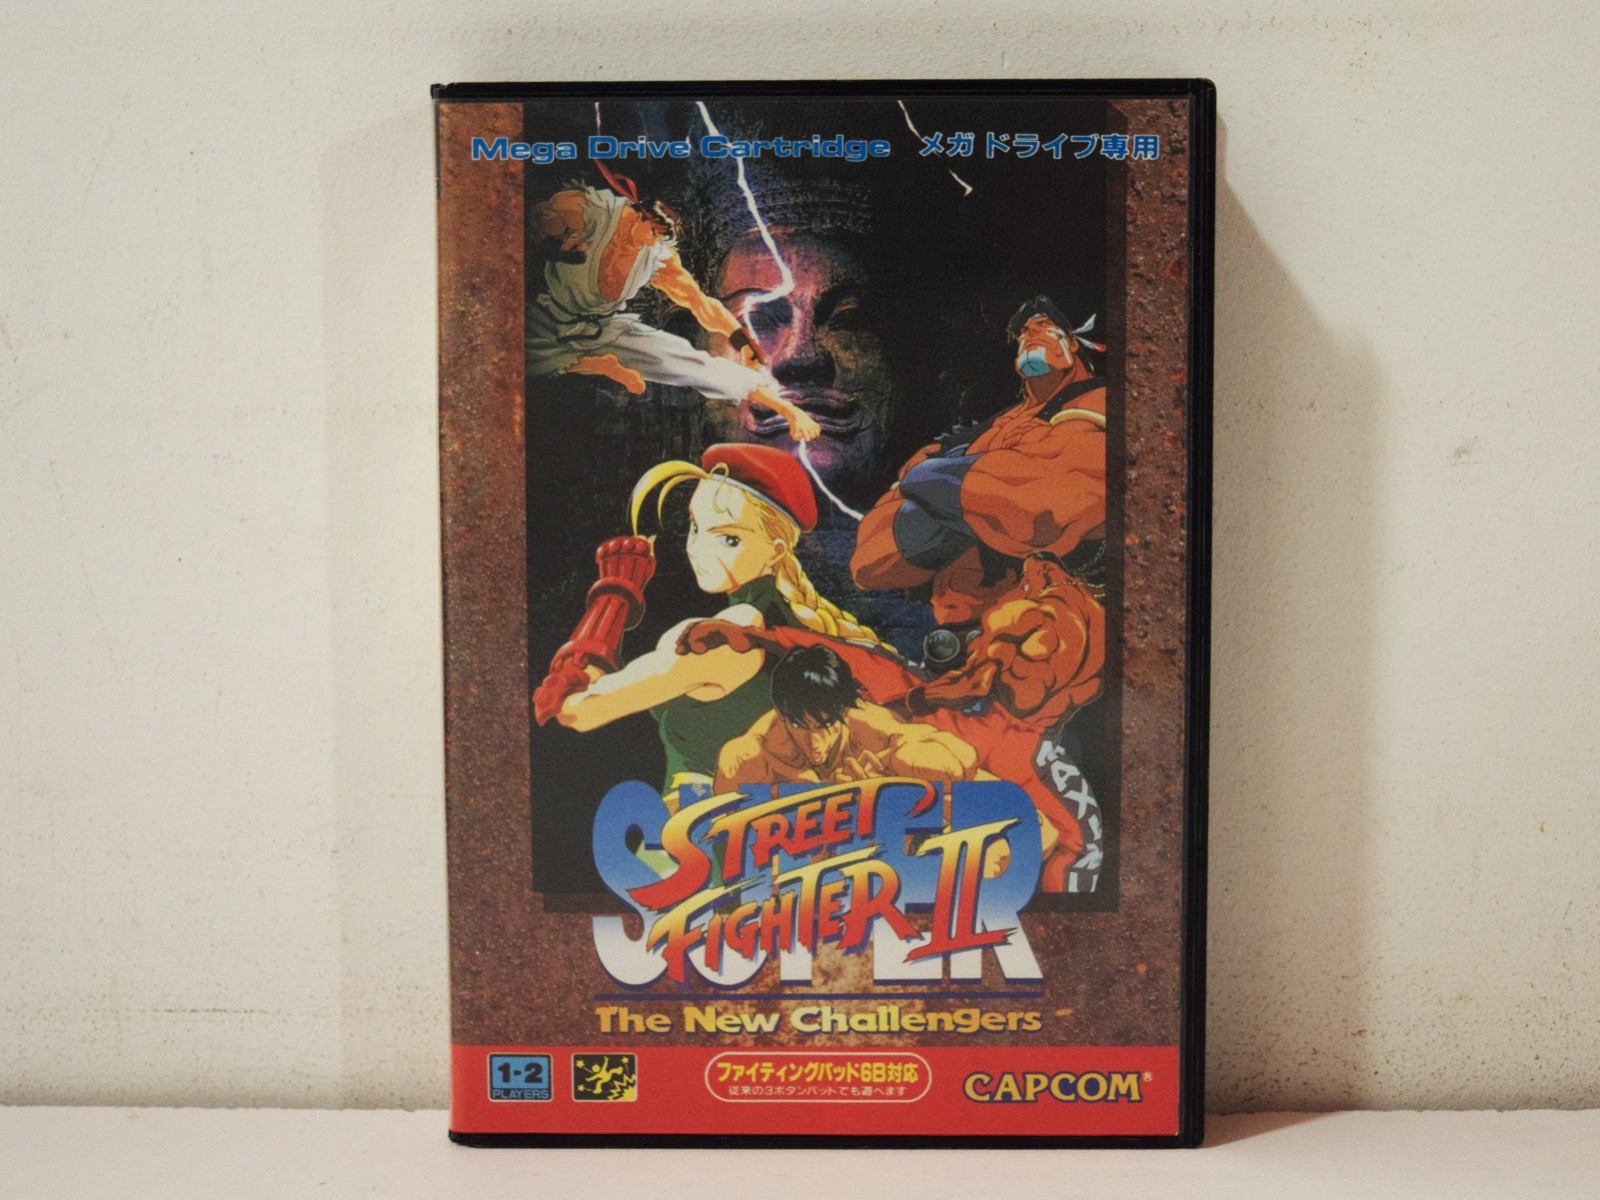 Mega Drive Cartridge メガドライブ専用
SUPER
STREET
FIGHTER II
The New Challengers
1-2
PLAYERS
ファイティングパッド6B対応
従来の3ボタンパットでも遊べます
CAPCOM®